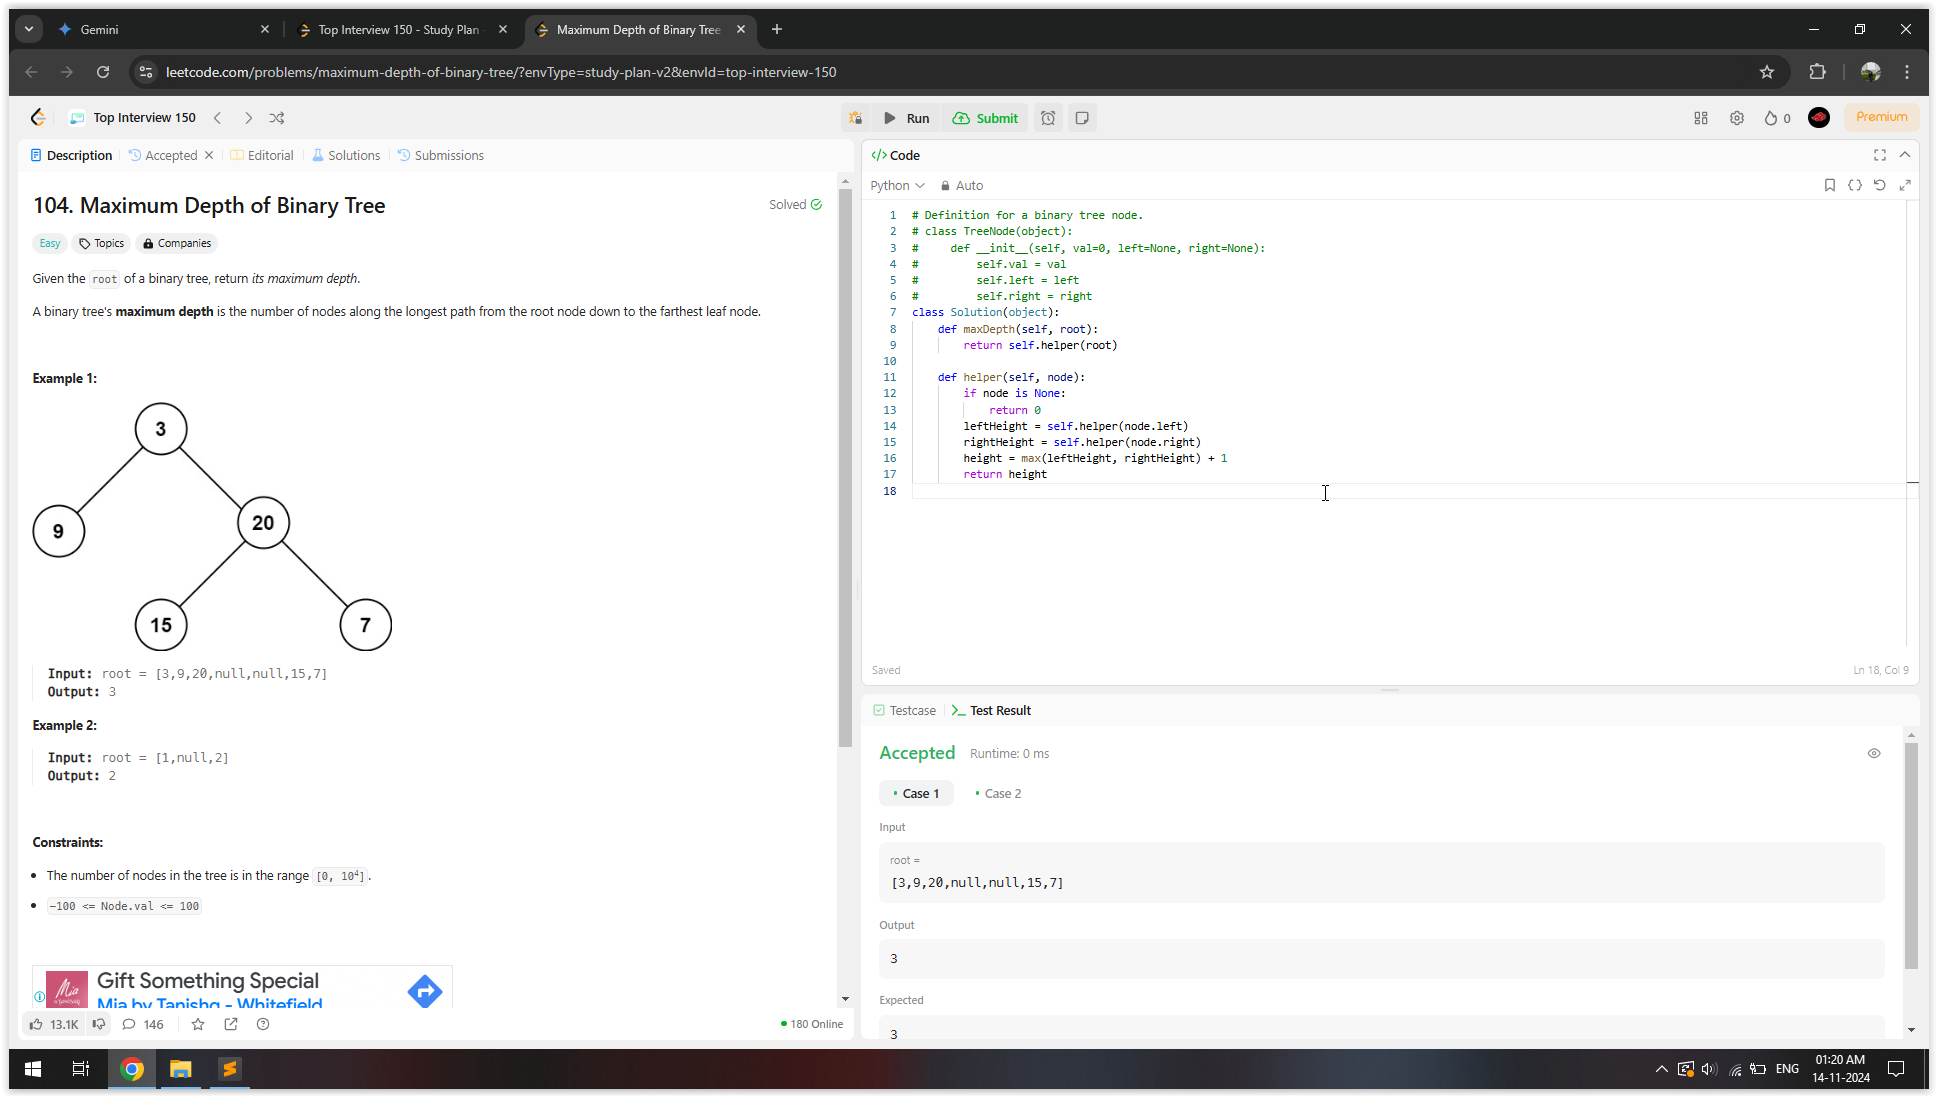 Gemini
Top Interview 150 - Study Plan
Maximum Depth of Binary Tree
leetcode.com/problems/maximum-depth-of-binary-tree/?envType=study-plan-v2&envId=top-interview-150
Top Interview 150
Run
Submit
0
Premium
Description
Accepted
Editorial
Solutions
Submissions
104. Maximum Depth of Binary Tree
Solved
Easy
Topics
Companies
Given the root of a binary tree, return its maximum depth.
A binary tree's maximum depth is the number of nodes along the longest path from the root node down to the farthest leaf node.
Example 1:
3
9
20
15
7
Input: root = [3,9,20,null,null,15,7]
Output: 3
Example 2:
Input: root = [1,null,2]
Output: 2
Constraints:
• The number of nodes in the tree is in the range [0, 10⁴].
• -100 <= Node.val <= 100
Mia
Gift Something Special
Mia by Tanishq - Whitefield
13.1K
146
180 Online
</> Code
Python
Auto
1 # Definition for a binary tree node.
2 # class TreeNode(object):
3 #     def __init__(self, val=0, left=None, right=None):
4 #         self.val = val
5 #         self.left = left
6 #         self.right = right
7 class Solution(object):
8     def maxDepth(self, root):
9         return self.helper(root)
10
11     def helper(self, node):
12         if node is None:
13             return 0
14         leftHeight = self.helper(node.left)
15         rightHeight = self.helper(node.right)
16         height = max(leftHeight, rightHeight) + 1
17         return height
18
Saved
Ln 18, Col 9
Testcase
Test Result
Accepted
Runtime: 0 ms
• Case 1
• Case 2
Input
root =
[3,9,20,null,null,15,7]
Output
3
Expected
3
ENG
01:20 AM
14-11-2024